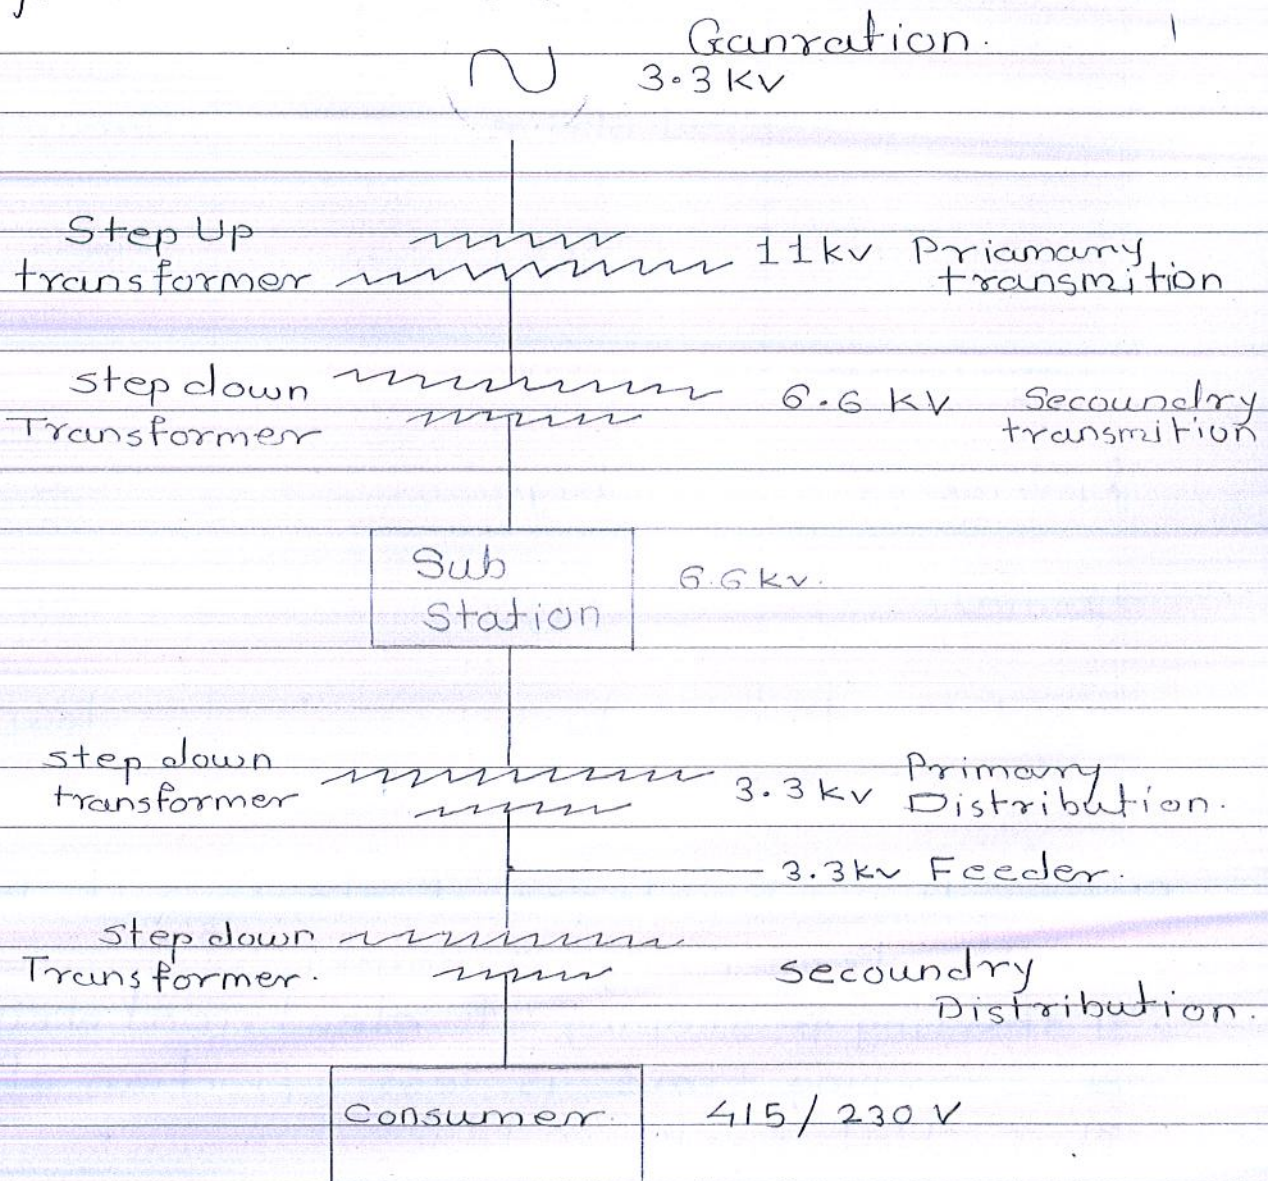 Ganration.
3.3 KV
Step Up
transformer
11kv Priamary
transmition
step down
Transformer
6.6 KV Secoundry
transmition
Sub
Station
6.6 kv.
step down
transformer
3.3 kv Primary
Distribution.
3.3kv Feeder.
step down
Transformer.
secoundry
Distribution.
Consumer.
415/230 V